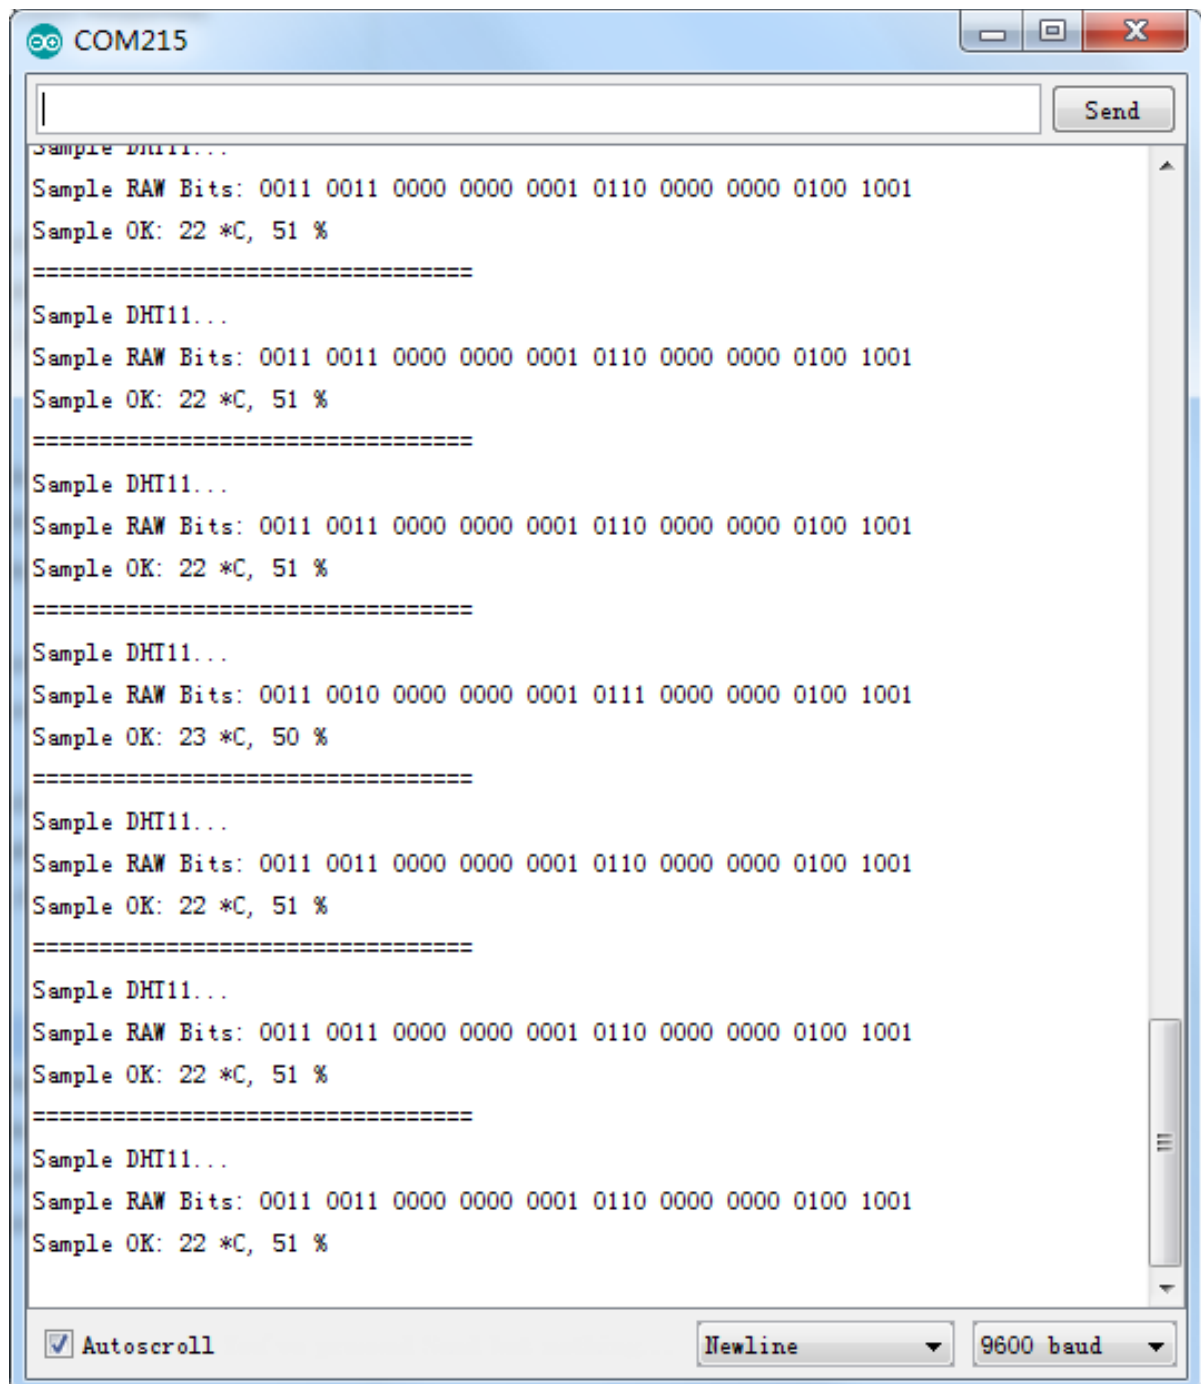 COM215
Send
Sample DHT11...
Sample RAW Bits: 0011 0011 0000 0000 0001 0110 0000 0000 0100 1001
Sample OK: 22 *C, 51 %
=================================
Sample DHT11...
Sample RAW Bits: 0011 0011 0000 0000 0001 0110 0000 0000 0100 1001
Sample OK: 22 *C, 51 %
=================================
Sample DHT11...
Sample RAW Bits: 0011 0011 0000 0000 0001 0110 0000 0000 0100 1001
Sample OK: 22 *C, 51 %
=================================
Sample DHT11...
Sample RAW Bits: 0011 0010 0000 0000 0001 0111 0000 0000 0100 1001
Sample OK: 23 *C, 50 %
=================================
Sample DHT11...
Sample RAW Bits: 0011 0011 0000 0000 0001 0110 0000 0000 0100 1001
Sample OK: 22 *C, 51 %
=================================
Sample DHT11...
Sample RAW Bits: 0011 0011 0000 0000 0001 0110 0000 0000 0100 1001
Sample OK: 22 *C, 51 %
=================================
Sample DHT11...
Sample RAW Bits: 0011 0011 0000 0000 0001 0110 0000 0000 0100 1001
Sample OK: 22 *C, 51 %
Autoscroll
Newline
9600 baud